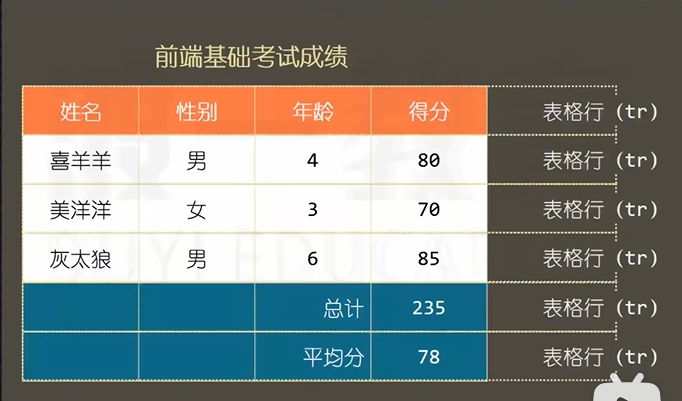 前端基础考试成绩
姓名 性别 年龄 得分 表格行 (tr)
喜羊羊 男 4 80 表格行 (tr)
美洋洋 女 3 70 表格行 (tr)
灰太狼 男 6 85 表格行 (tr)
总计 235 表格行 (tr)
平均分 78 表格行 (tr)